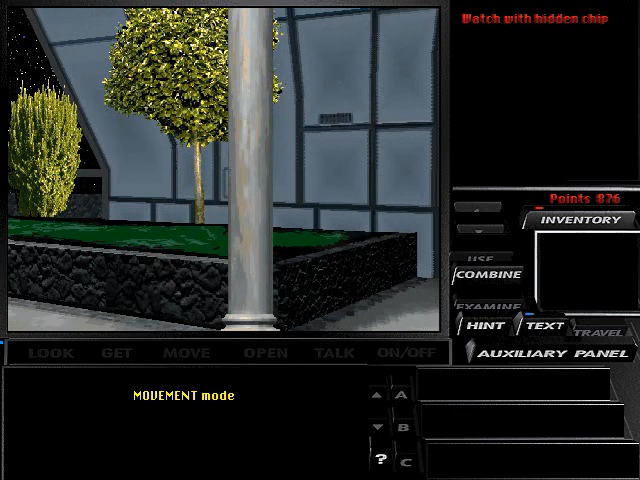 Watch with hidden chip
Points 876
INVENTORY
USE
COMBINE
EXAMINE
HINT TEXT TRAVEL
AUXILIARY PANEL
LOOK GET MOVE OPEN TALK ON/OFF
MOVEMENT mode
A
B
? C